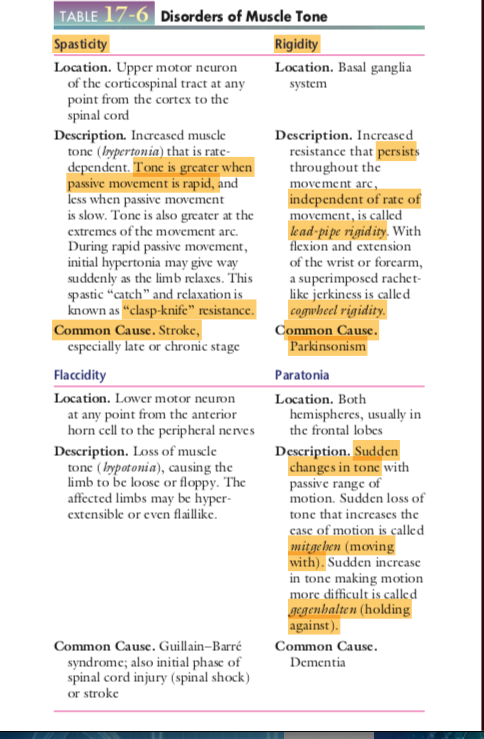 TABLE 17-6 Disorders of Muscle Tone
Spasticity
Location. Upper motor neuron
of the corticospinal tract at any
point from the cortex to the
spinal cord
Description. Increased muscle
tone (hypertonia) that is rate-
dependent. Tone is greater when
passive movement is rapid, and
less when passive movement
is slow. Tone is also greater at the
extremes of the movement arc.
During rapid passive movement,
initial hypertonia may give way
suddenly as the limb relaxes. This
spastic “catch” and relaxation is
known as “clasp-knife” resistance.
Common Cause. Stroke,
especially late or chronic stage
Rigidity
Location. Basal ganglia
system
Description. Increased
resistance that persists
throughout the
movement arc,
independent of rate of
movement, is called
lead-pipe rigidity. With
flexion and extension
of the wrist or forearm,
a superimposed rachet-
like jerkiness is called
cogwheel rigidity.
Common Cause.
Parkinsonism
Flaccidity
Location. Lower motor neuron
at any point from the anterior
horn cell to the peripheral nerves
Description. Loss of muscle
tone (hypotonia), causing the
limb to be loose or floppy. The
affected limbs may be hyper-
extensible or even flaillike.
Common Cause. Guillain–Barré
syndrome; also initial phase of
spinal cord injury (spinal shock)
or stroke
Paratonia
Location. Both
hemispheres, usually in
the frontal lobes
Description. Sudden
changes in tone with
passive range of
motion. Sudden loss of
tone that increases the
ease of motion is called
mitgehen (moving
with). Sudden increase
in tone making motion
more difficult is called
gegenhalten (holding
against).
Common Cause.
Dementia